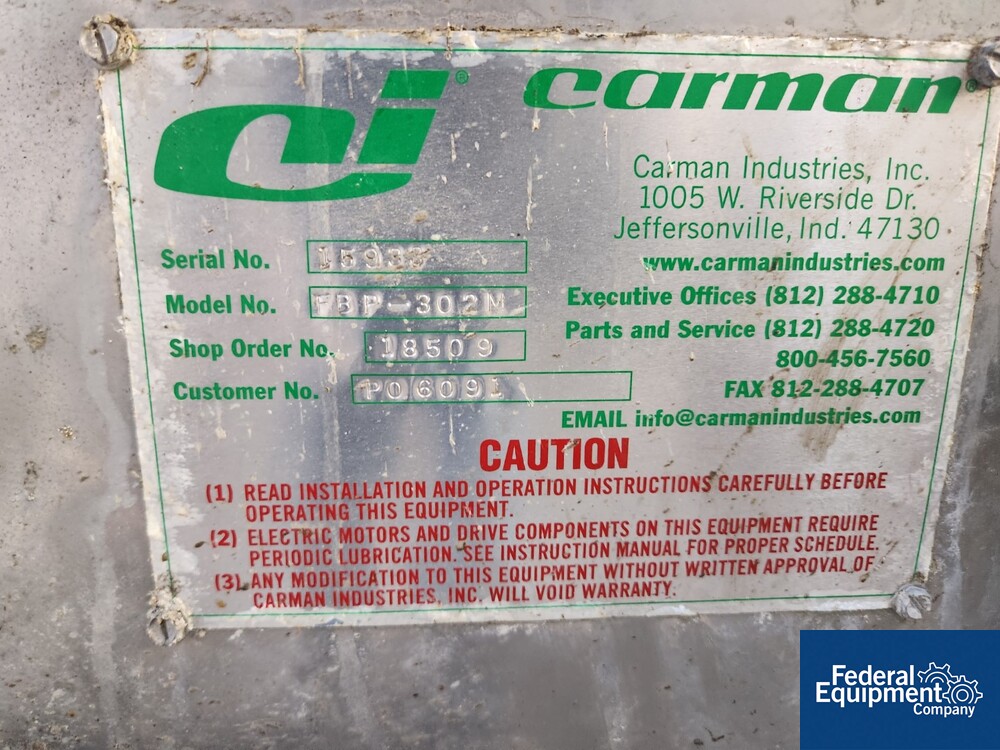 ci® carman®
Carman Industries, Inc.
1005 W. Riverside Dr.
Jeffersonville, Ind. 47130
www.carmanindustries.com
Executive Offices (812) 288-4710
Parts and Service (812) 288-4720
800-456-7560
FAX 812-288-4707
EMAIL info@carmanindustries.com
Serial No.
Model No. FBP-302M
Shop Order No. 18509
Customer No. PO6091
CAUTION
(1) READ INSTALLATION AND OPERATION INSTRUCTIONS CAREFULLY BEFORE
OPERATING THIS EQUIPMENT.
(2) ELECTRIC MOTORS AND DRIVE COMPONENTS ON THIS EQUIPMENT REQUIRE
PERIODIC LUBRICATION. SEE INSTRUCTION MANUAL FOR PROPER SCHEDULE.
(3) ANY MODIFICATION TO THIS EQUIPMENT WITHOUT WRITTEN APPROVAL OF
CARMAN INDUSTRIES, INC. WILL VOID WARRANTY.
Federal
Equipment
Company